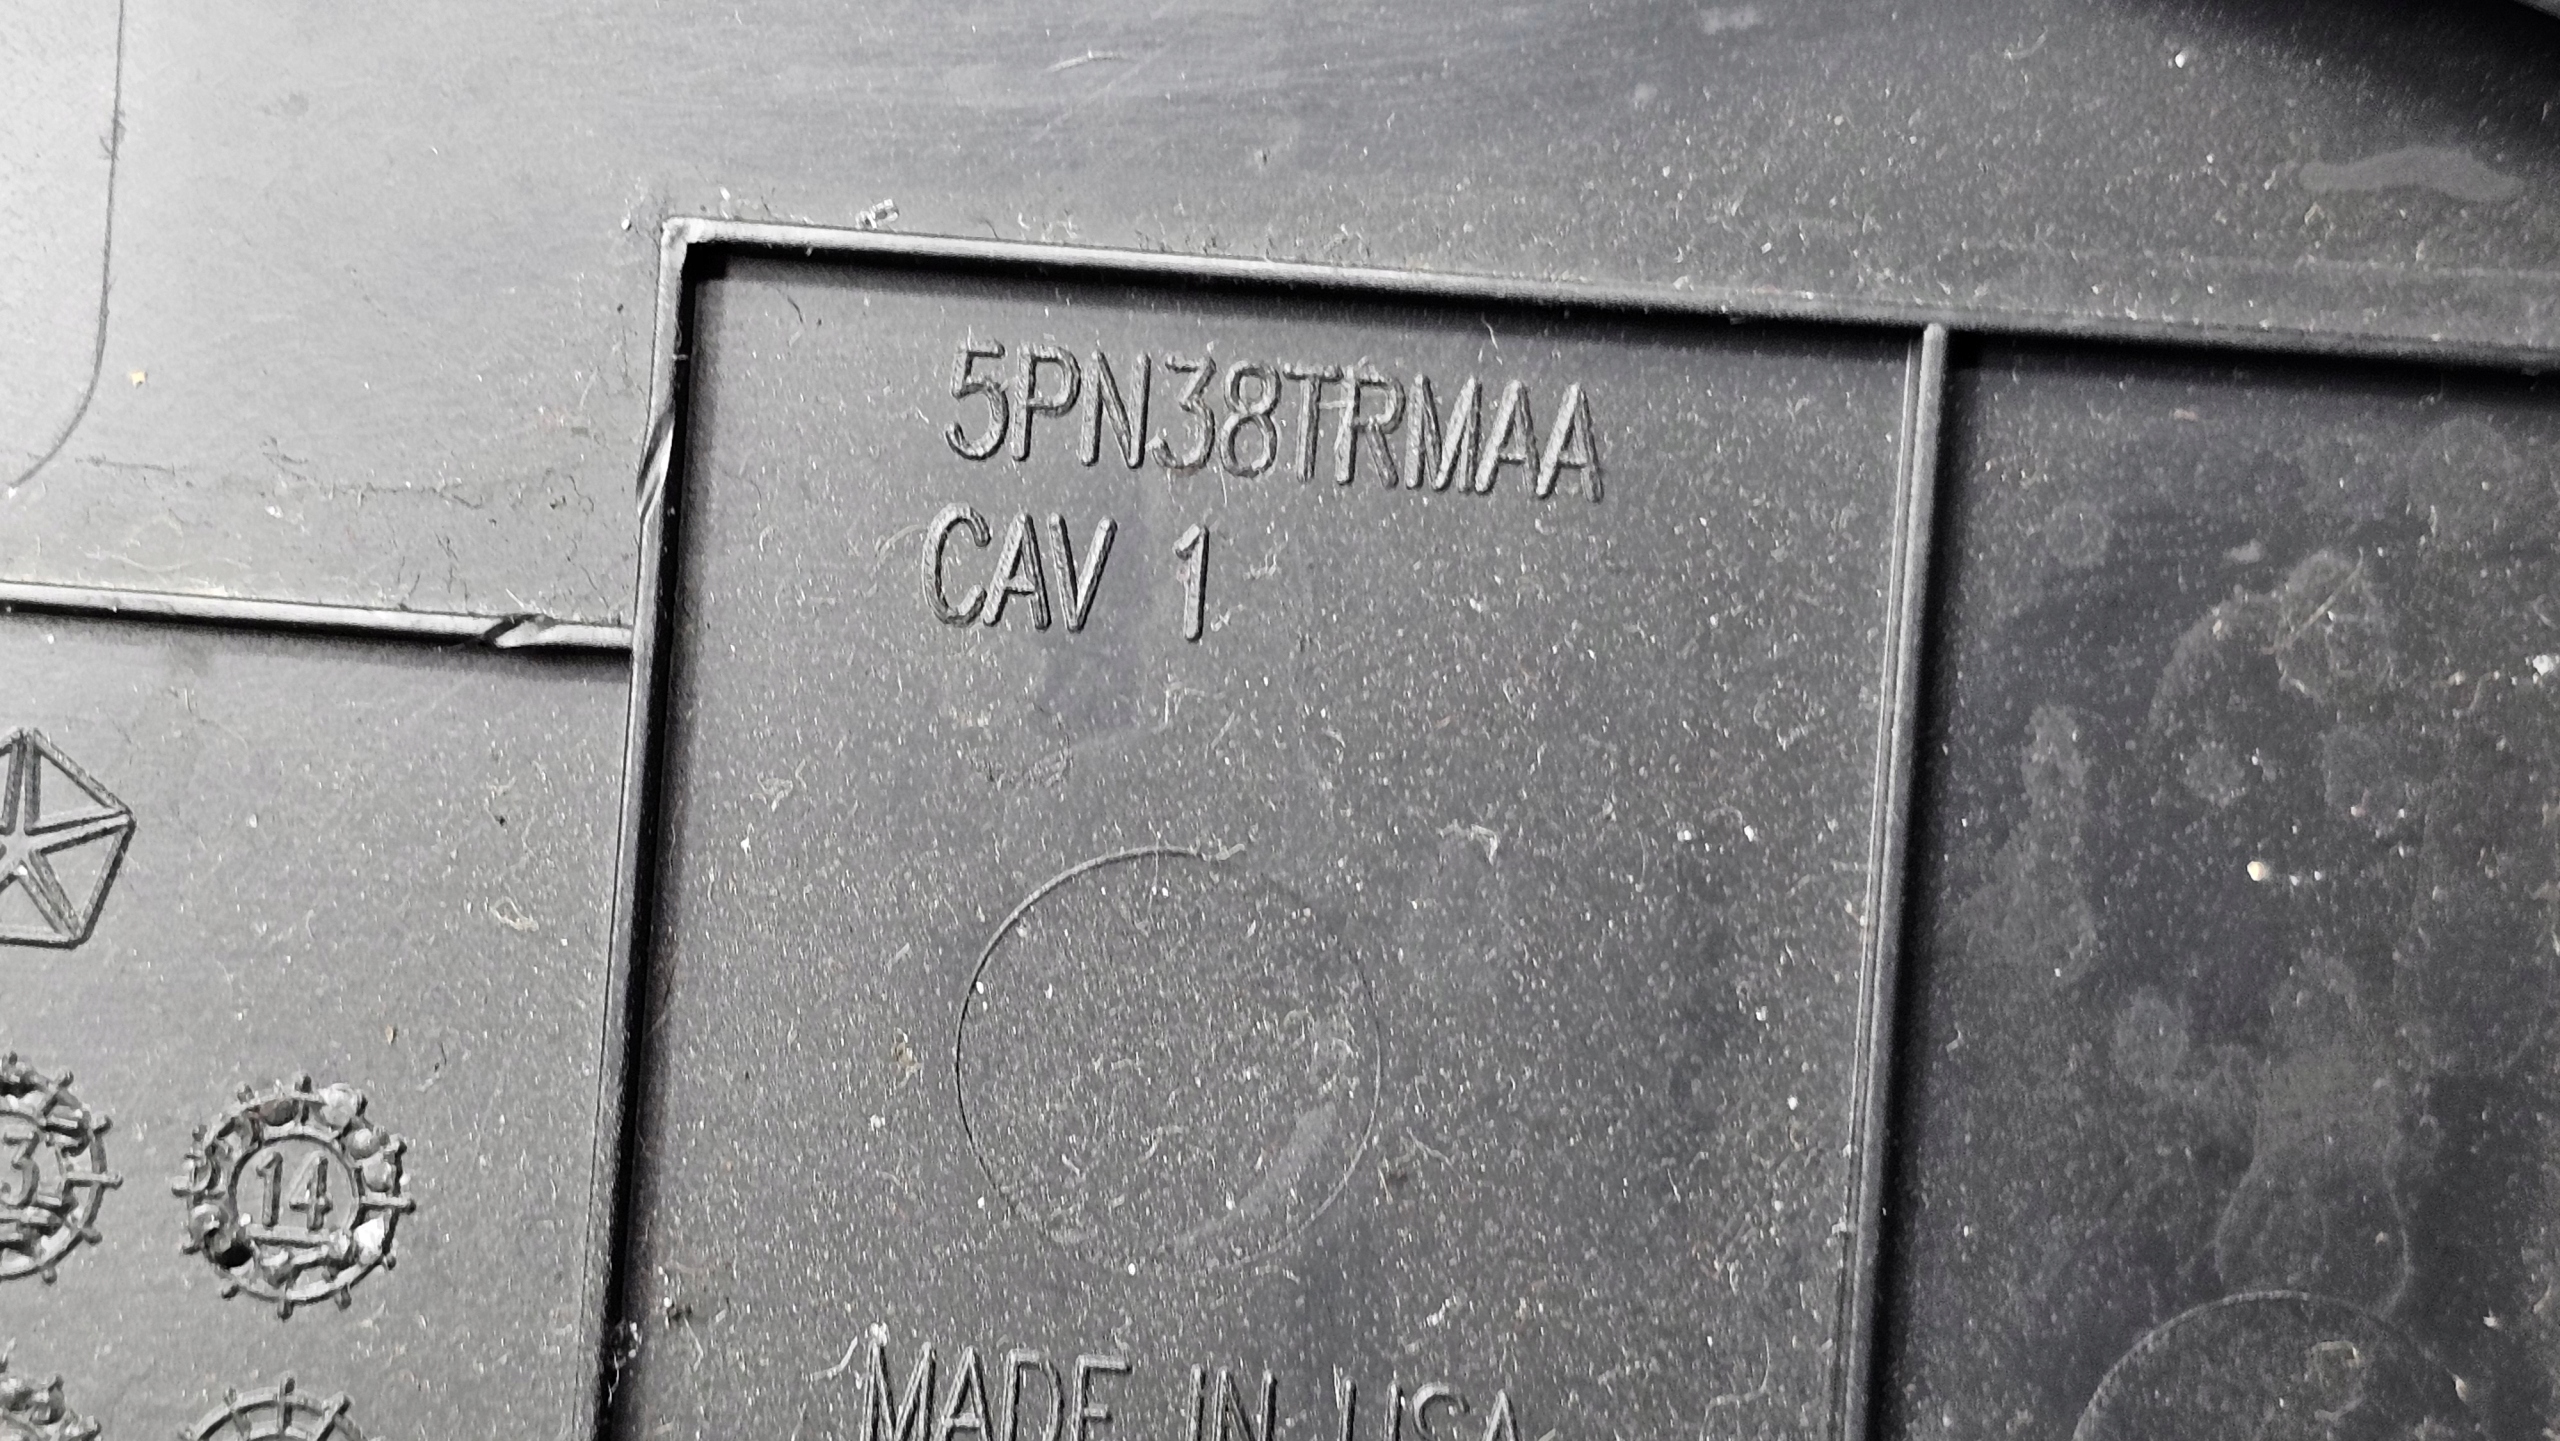 5PN38TRMAA
CAV 1
14
MADE IN USA